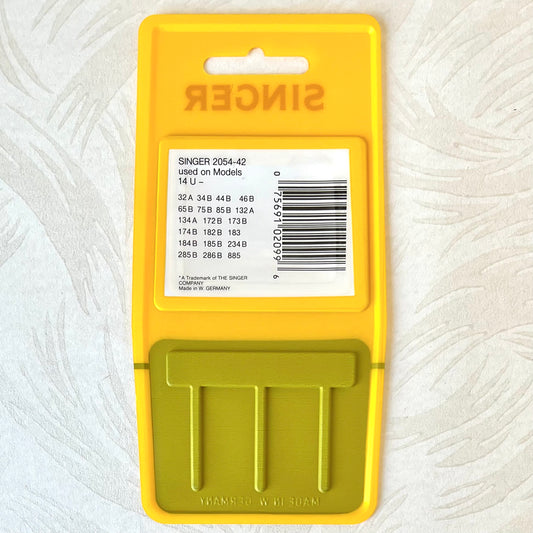 SINGER
SINGER 2054-42
used on Models
14 U –
32 A 34 B 44 B 46 B
65 B 75 B 85 B 132 A
134 A 172 B 173 B
174 B 182 B 183
184 B 185 B 234 B
285 B 286 B 885
*A Trademark of THE SINGER
COMPANY
Made in W. GERMANY
0 75691 02099 6
MADE IN W. GERMANY